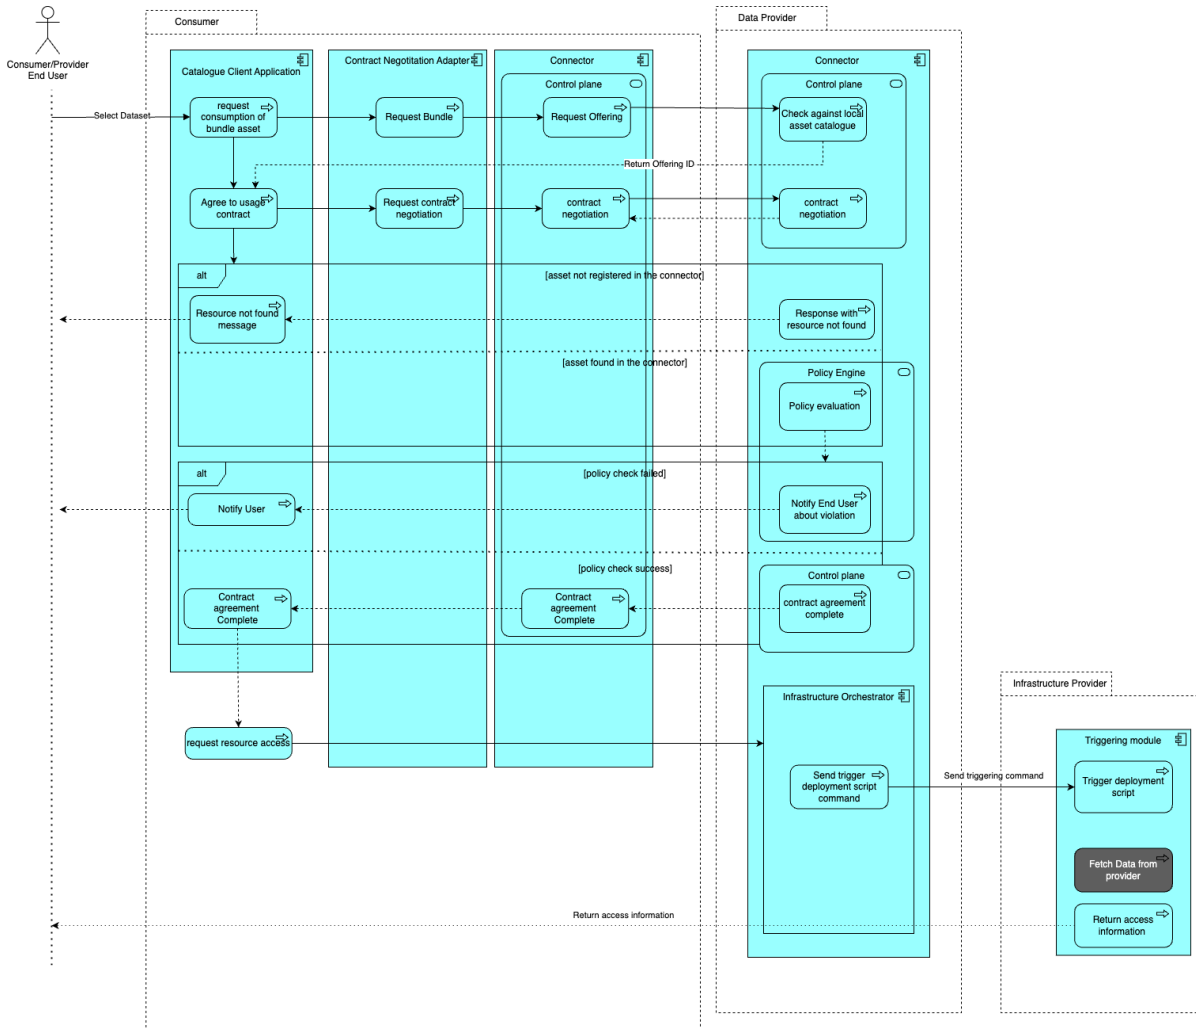 Consumer
Data Provider
Consumer/Provider
End User
Catalogue Client Application
Contract Negotitation Adapter
Connector
Control plane
Connector
Control plane
Select Dataset
request
consumption of
bundle asset
Request Bundle
Request Offering
Check against local
asset catalogue
Return Offering ID
Agree to usage
contract
Request contract
negotiation
contract
negotiation
contract
negotiation
alt
[asset not registered in the connector]
Resource not found
message
Response with
resource not found
[asset found in the connector]
Policy Engine
Policy evaluation
alt
[policy check failed]
Notify User
Notify End User
about violation
[policy check success]
Control plane
Contract
agreement
Complete
Contract
agreement
Complete
contract agreement
complete
Infrastructure Provider
Infrastructure Orchestrator
request resource access
Triggering module
Send trigger
deployment script
command
Send triggering command
Trigger deployment
script
Fetch Data from
provider
Return access information
Return access
information